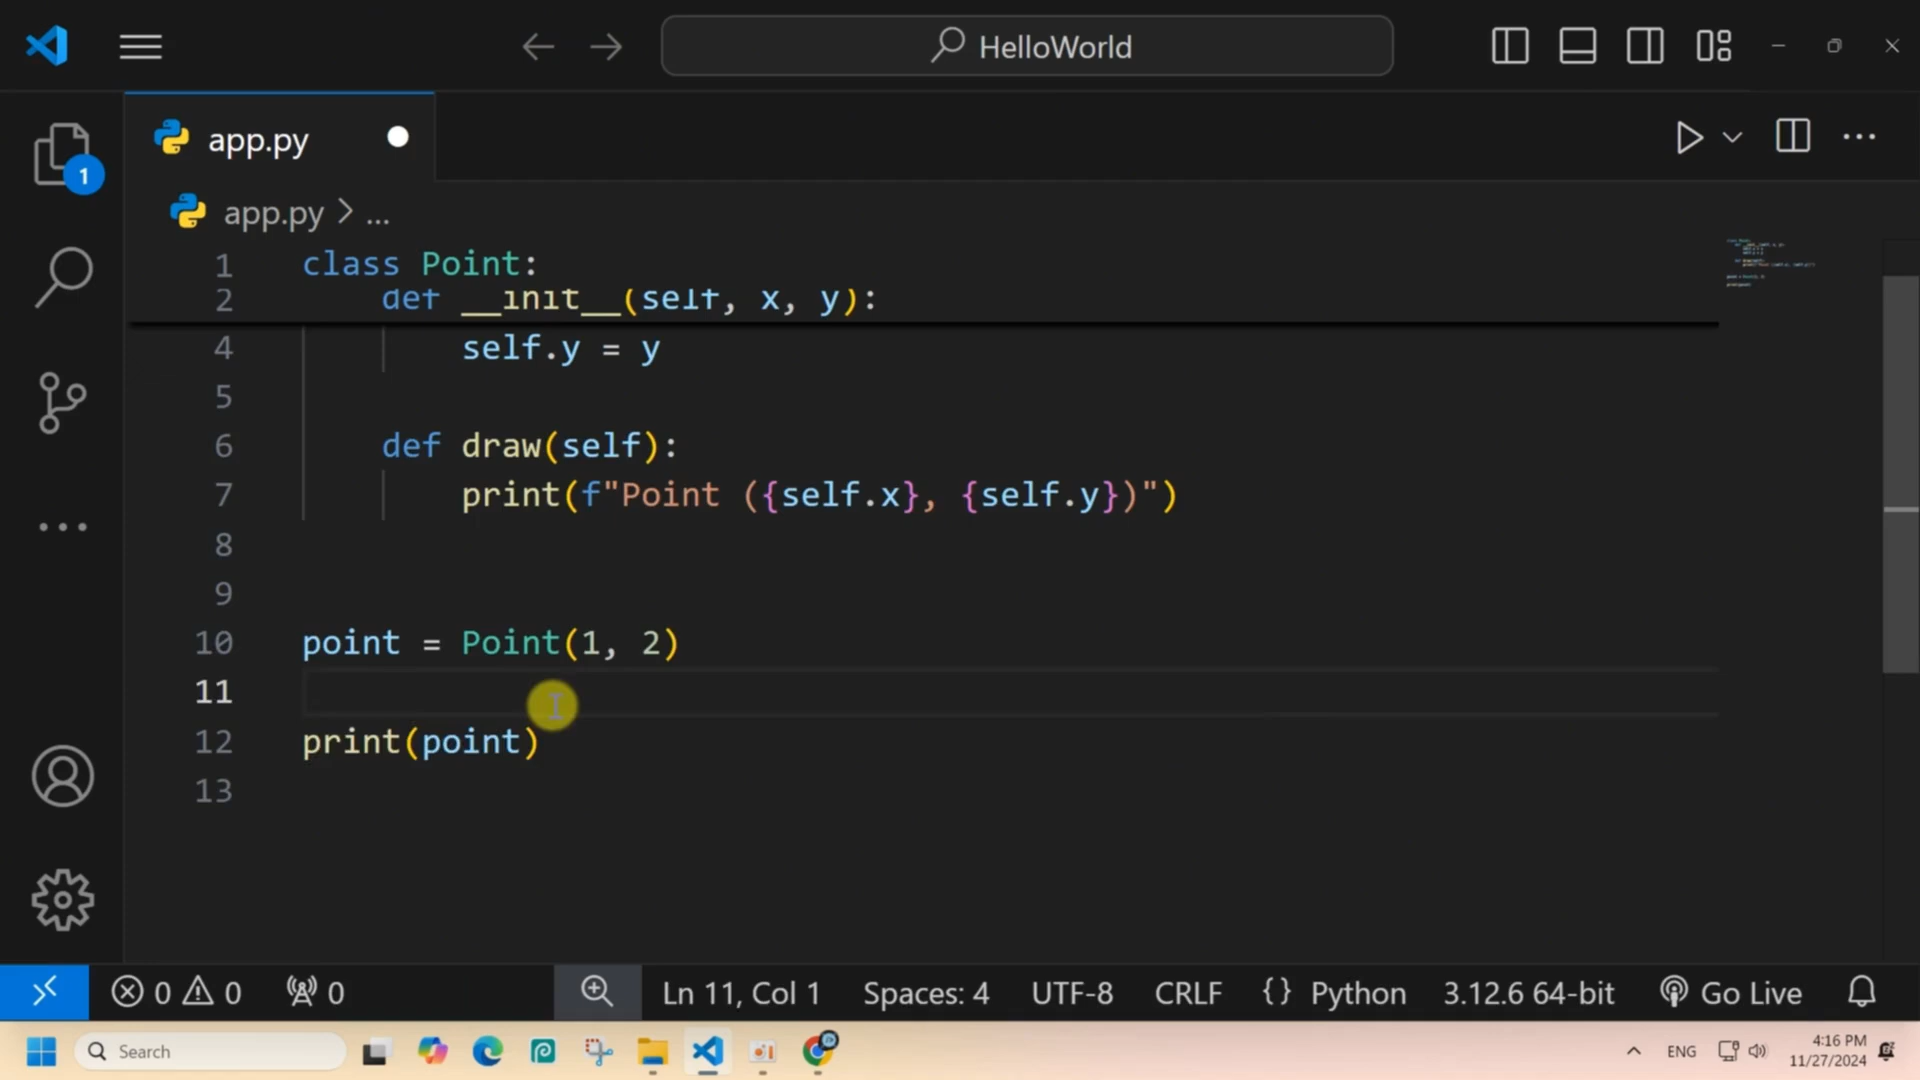 HelloWorld
app.py
1
app.py > ...
1 class Point:
2 def __init__(self, x, y):
4 self.y = y
5
6 def draw(self):
7 print(f"Point ({self.x}, {self.y})")
8
9
10 point = Point(1, 2)
11
12 print(point)
13
0 0 0 Ln 11, Col 1 Spaces: 4 UTF-8 CRLF {} Python 3.12.6 64-bit Go Live
Search ENG 4:16 PM
11/27/2024